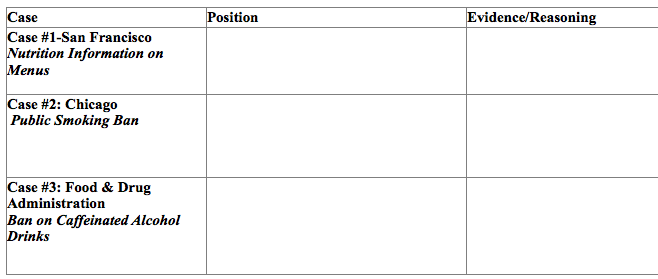 Case Position Evidence/Reasoning
Case #1-San Francisco
Nutrition Information on
Menus
Case #2: Chicago
Public Smoking Ban
Case #3: Food & Drug
Administration
Ban on Caffeinated Alcohol
Drinks